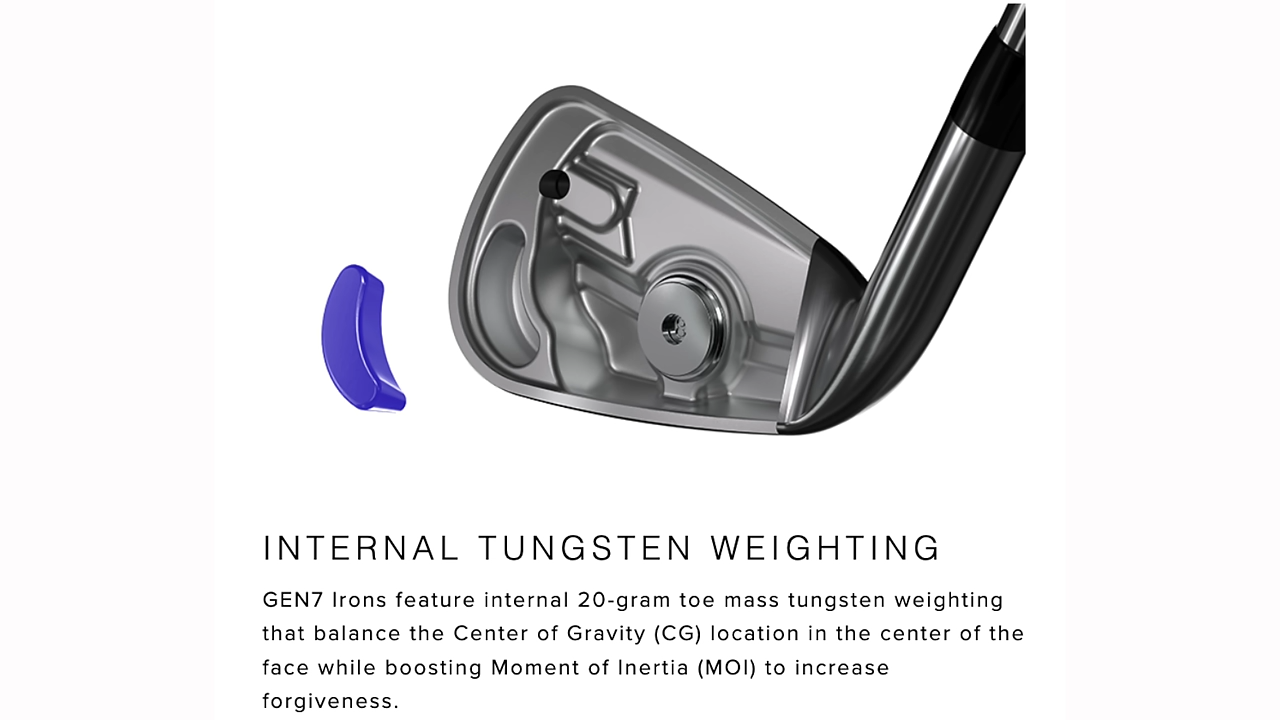 INTERNAL TUNGSTEN WEIGHTING
GEN7 Irons feature internal 20-gram toe mass tungsten weighting
that balance the Center of Gravity (CG) location in the center of the
face while boosting Moment of Inertia (MOI) to increase
forgiveness.